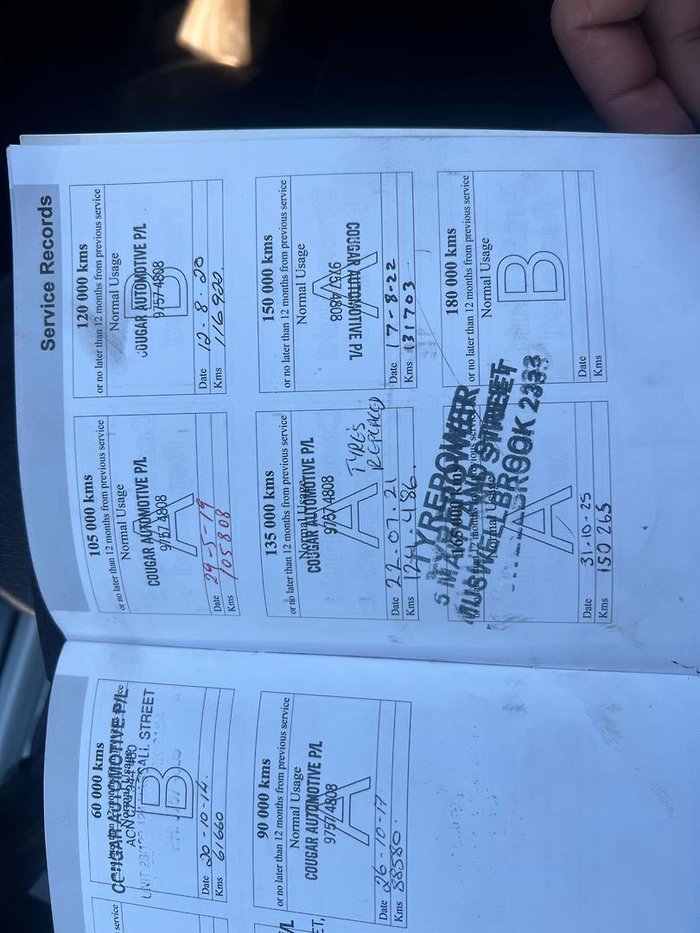 service
60 000 kms
COUGAR AUTOMOTIVE P/L
STREET
B
Date 20-10-14.
Kms 61660
/L
ET,
90 000 kms
or no later than 12 months from previous service
Normal Usage
COUGAR AUTOMOTIVE P/L
9757 4808
A
Date 26-10-17
Kms 88580.
Service Records
105 000 kms
or no later than 12 months from previous service
Normal Usage
COUGAR AUTOMOTIVE P/L
9757 4808
A
Date 29-5-19
Kms 105808
120 000 kms
or no later than 12 months from previous service
Normal Usage
COUGAR AUTOMOTIVE P/L
9757 4808
B
Date 12-8-20
Kms 116920
135 000 kms
or no later than 12 months from previous service
Normal Usage
COUGAR AUTOMOTIVE P/L
9757 4808
A
TYRES
REPLACED
Date 22.07.21
Kms
150 000 kms
or no later than 12 months from previous service
Normal Usage
COUGAR AUTOMOTIVE P/L
9757 4808
A
Date 17-8-22
Kms 131703
TYREPOWER
STREET
MUSWELLBROOK 2333
A
Date 31-10-25
Kms 150265
180 000 kms
or no later than 12 months from previous service
Normal Usage
B
Date
Kms